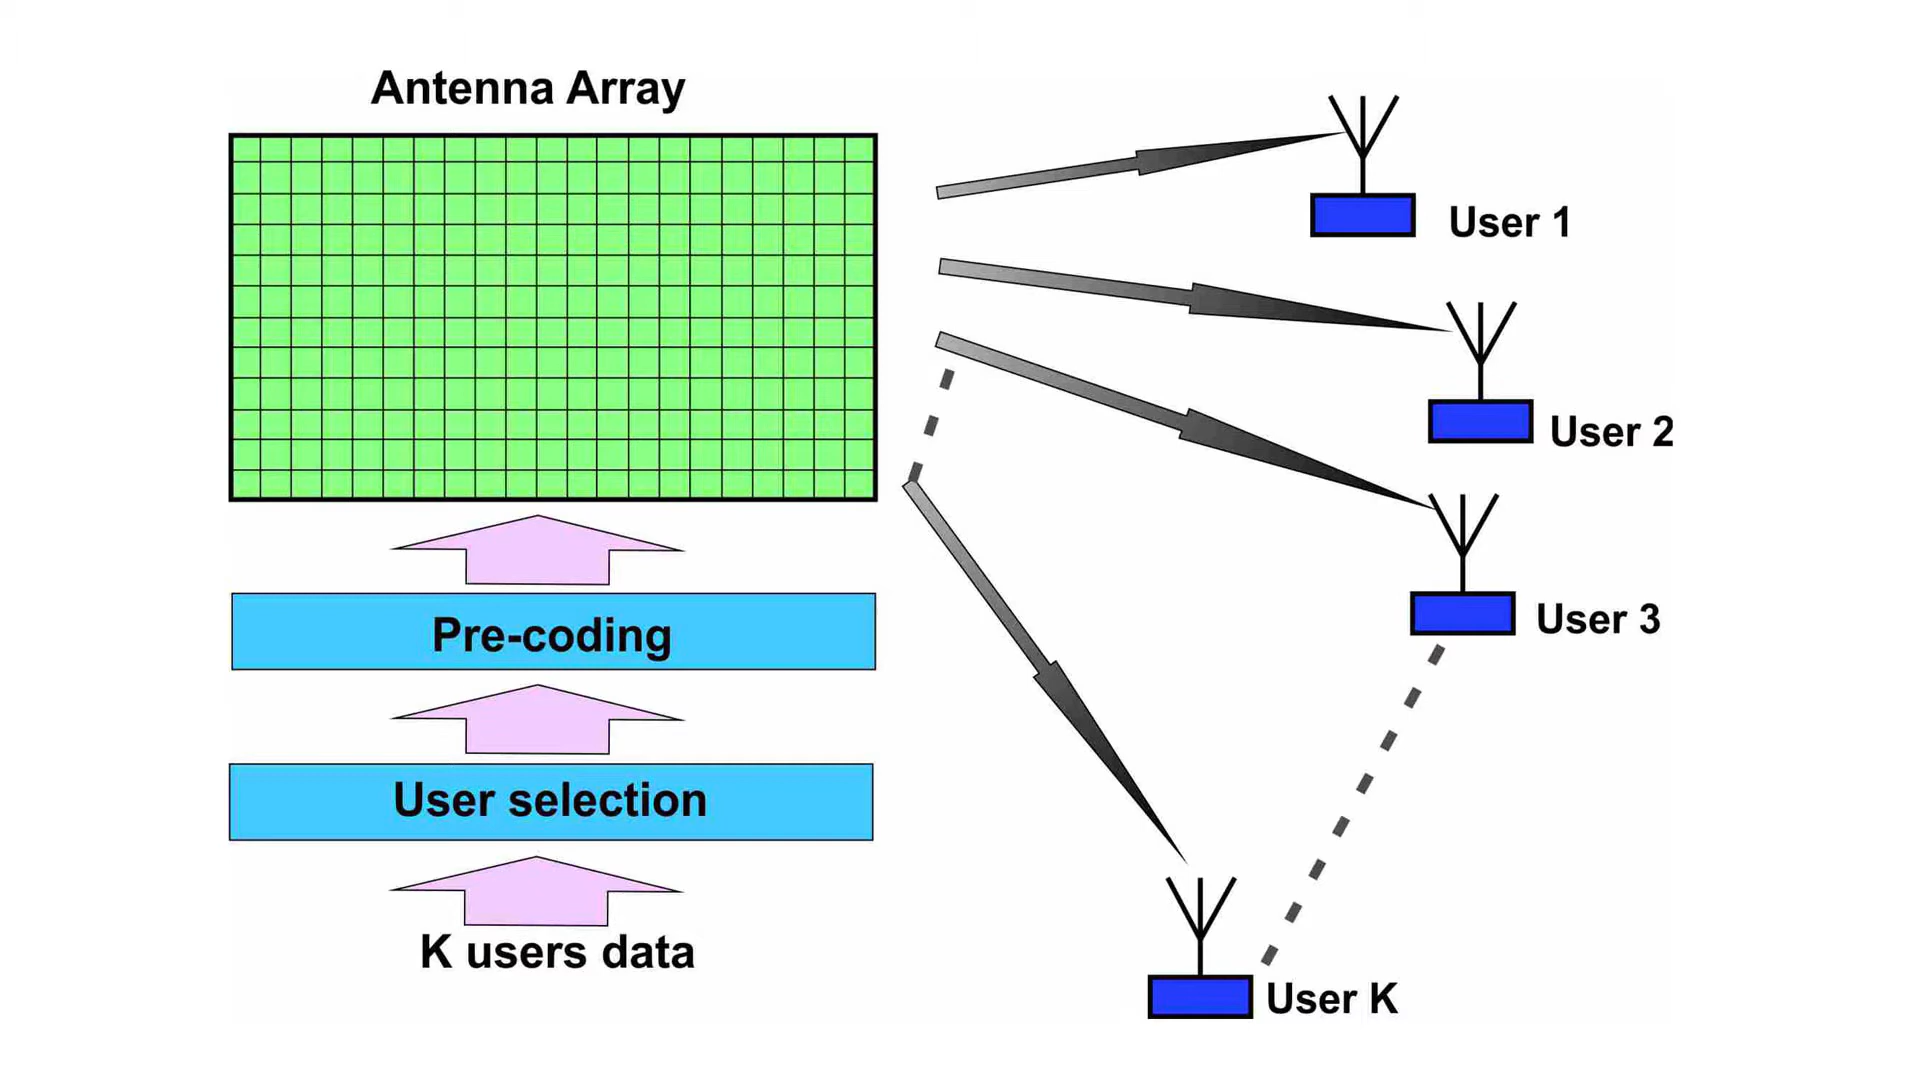 Antenna Array
User 1
User 2
User 3
Pre-coding
User selection
K users data
User K